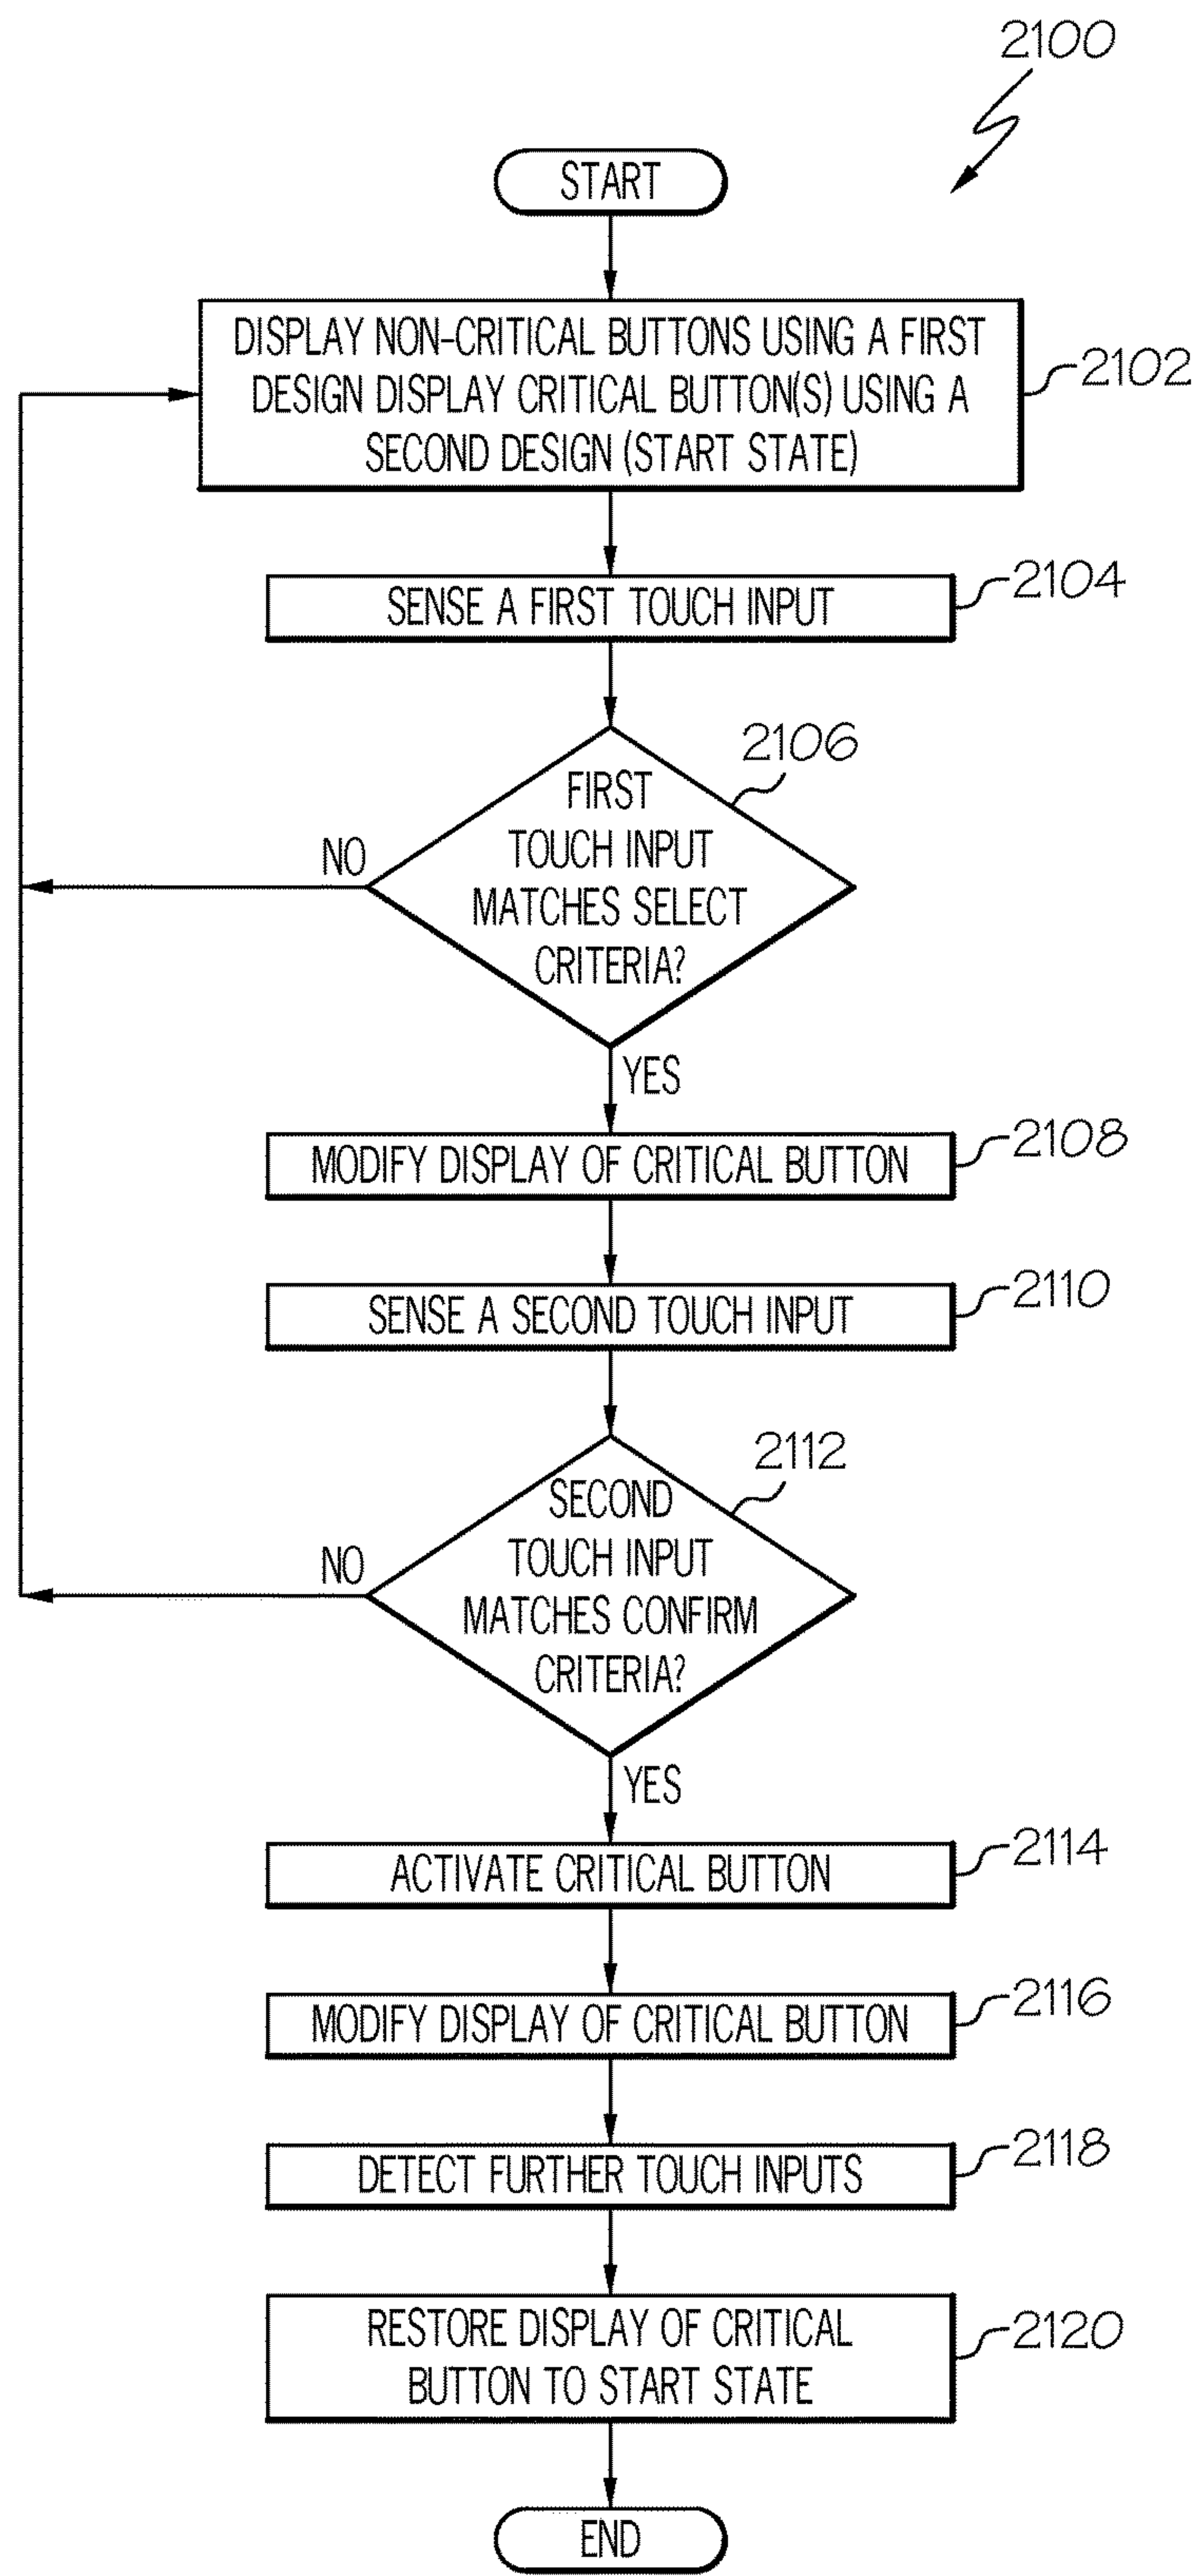 2100
START
DISPLAY NON-CRITICAL BUTTONS USING A FIRST
DESIGN DISPLAY CRITICAL BUTTON(S) USING A
SECOND DESIGN (START STATE)
2102
SENSE A FIRST TOUCH INPUT
2104
2106
FIRST
TOUCH INPUT
MATCHES SELECT
CRITERIA?
NO
YES
MODIFY DISPLAY OF CRITICAL BUTTON
2108
SENSE A SECOND TOUCH INPUT
2110
2112
SECOND
TOUCH INPUT
MATCHES CONFIRM
CRITERIA?
NO
YES
ACTIVATE CRITICAL BUTTON
2114
MODIFY DISPLAY OF CRITICAL BUTTON
2116
DETECT FURTHER TOUCH INPUTS
2118
RESTORE DISPLAY OF CRITICAL
BUTTON TO START STATE
2120
END